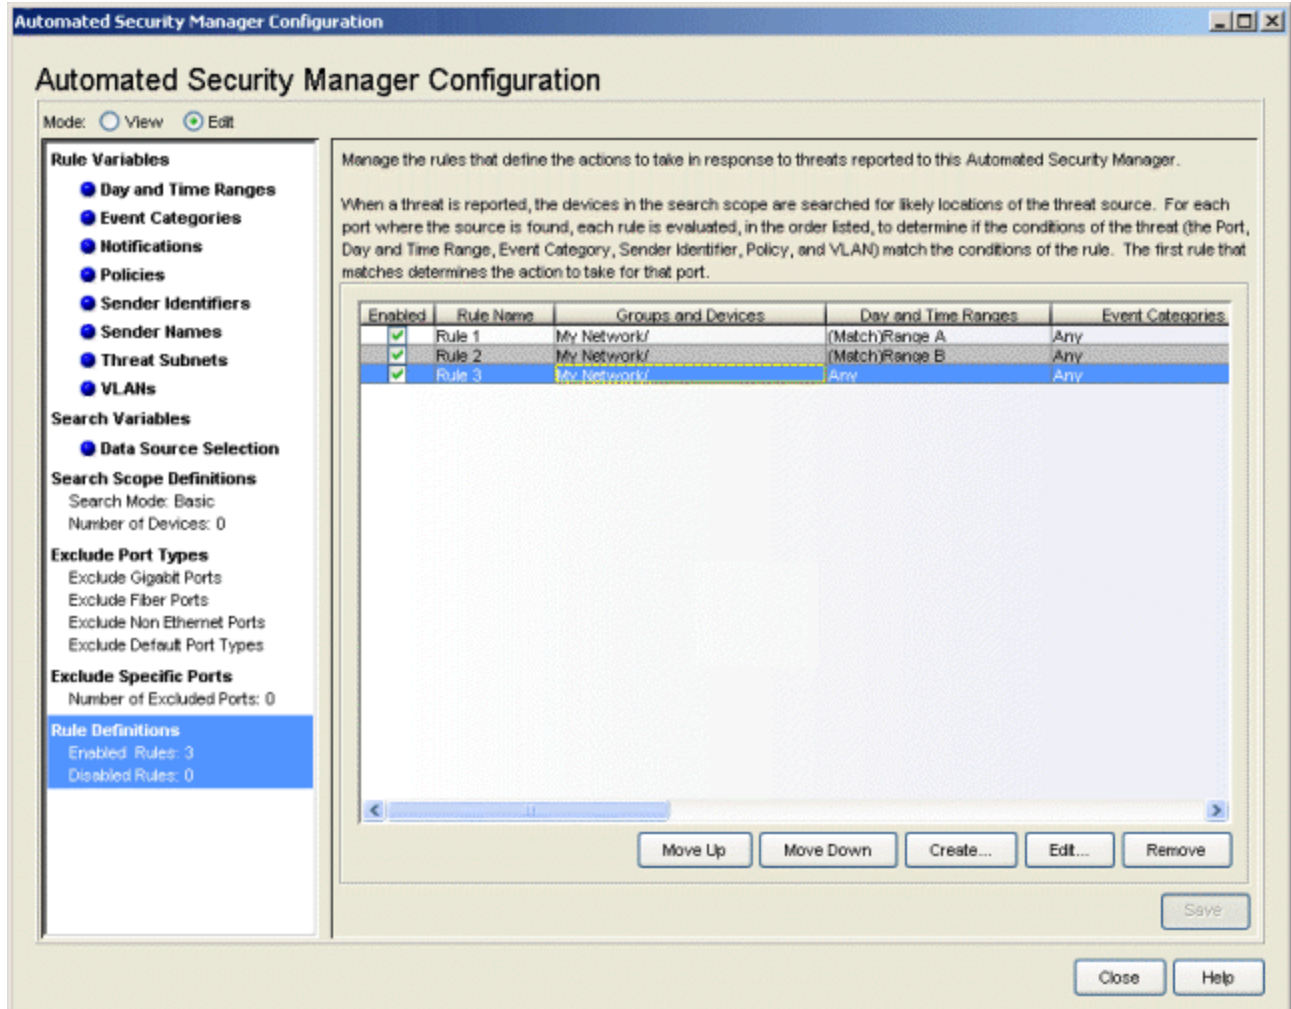 Automated Security Manager Configuration
Automated Security Manager Configuration
Mode: View Edit
Rule Variables
Day and Time Ranges
Event Categories
Notifications
Policies
Sender Identifiers
Sender Names
Threat Subnets
VLANs
Search Variables
Data Source Selection
Search Scope Definitions
Search Mode: Basic
Number of Devices: 0
Exclude Port Types
Exclude Gigabit Ports
Exclude Fiber Ports
Exclude Non Ethernet Ports
Exclude Default Port Types
Exclude Specific Ports
Number of Excluded Ports: 0
Rule Definitions
Enabled Rules: 3
Disabled Rules: 0
Manage the rules that define the actions to take in response to threats reported to this Automated Security Manager.
When a threat is reported, the devices in the search scope are searched for likely locations of the threat source. For each
port where the source is found, each rule is evaluated, in the order listed, to determine if the conditions of the threat (the Port,
Day and Time Range, Event Category, Sender Identifier, Policy, and VLAN) match the conditions of the rule. The first rule that
matches determines the action to take for that port.
Enabled Rule Name Groups and Devices Day and Time Ranges Event Categories
Rule 1 My Network/ (Match)Range A Any
Rule 2 My Network/ (Match)Range B Any
Rule 3 My Network/ Any Any
Move Up Move Down Create... Edit... Remove
Save
Close Help